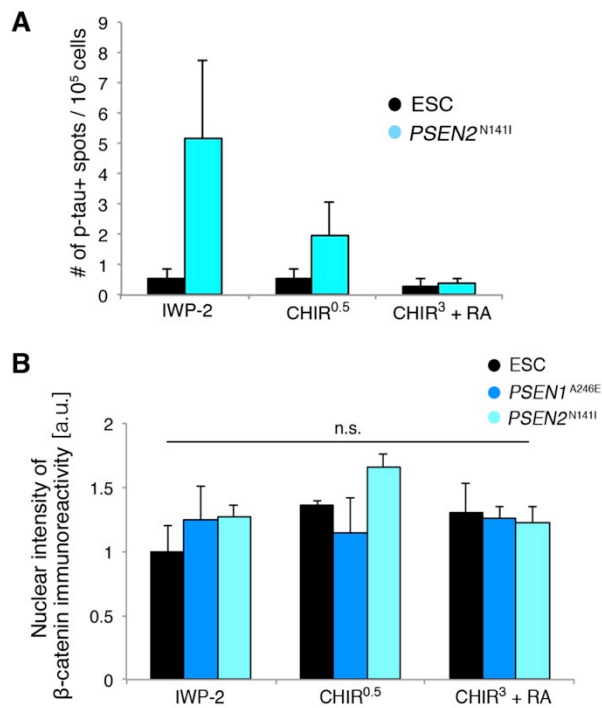 A
# of p-tau+ spots / 10⁵ cells
9
8
7
6
5
4
3
2
1
0
ESC
PSEN2ᴺ¹⁴¹ᴵ
IWP-2
CHIR⁰·⁵
CHIR³ + RA
B
ESC
PSEN1ᴬ²⁴⁶ᴱ
PSEN2ᴺ¹⁴¹ᴵ
Nuclear intensity of
β-catenin immunoreactivity [a.u.]
2
1.5
1
0.5
0
n.s.
IWP-2
CHIR⁰·⁵
CHIR³ + RA